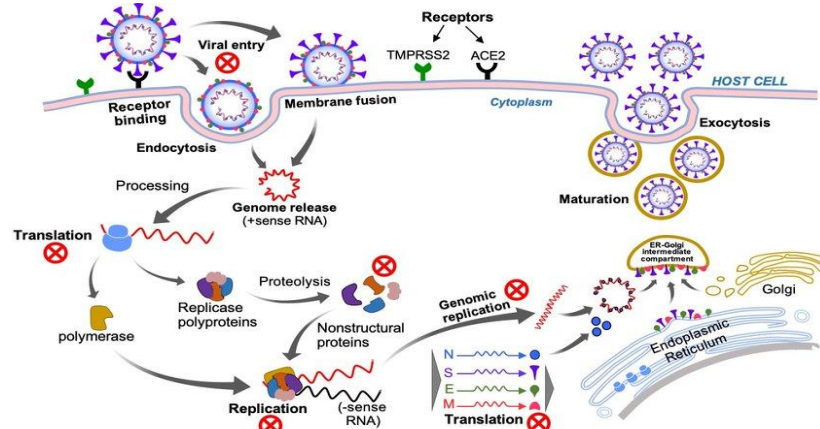 Receptors
Viral entry
TMPRSS2
ACE2
HOST CELL
Receptor
binding
Membrane fusion
Cytoplasm
Exocytosis
Endocytosis
Processing
Genome release
(+sense RNA)
Maturation
Translation
ER-Golgi
intermediate
compartment
Golgi
Replicase
polyproteins
Proteolysis
Genomic
replication
polymerase
Nonstructural
proteins
Endoplasmic
Reticulum
N
S
E
M
Replication
(-sense
RNA)
Translation